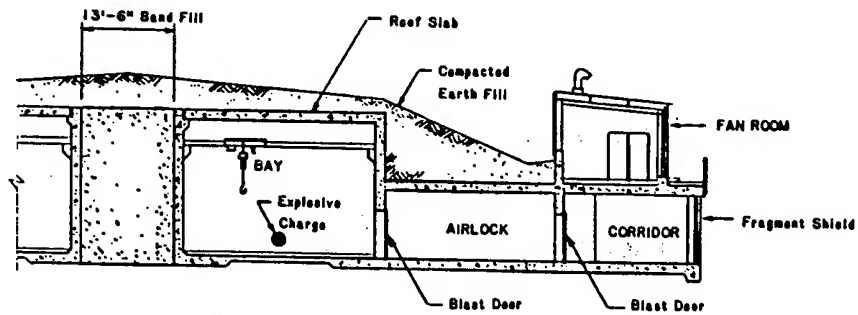 13'-6" Sand Fill
Roof Slab
Compacted
Earth Fill
FAN ROOM
BAY
Explosive
Charge
AIRLOCK
CORRIDOR
Fragment Shield
Blast Door
Blast Door